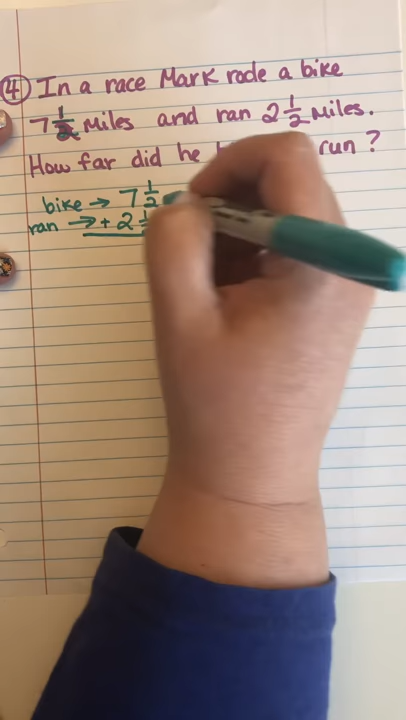 ④ In a race Mark rode a bike
7 1/2 Miles and ran 2 1/2 Miles.
How far did he run ?
bike → 7 1/2
ran → + 2